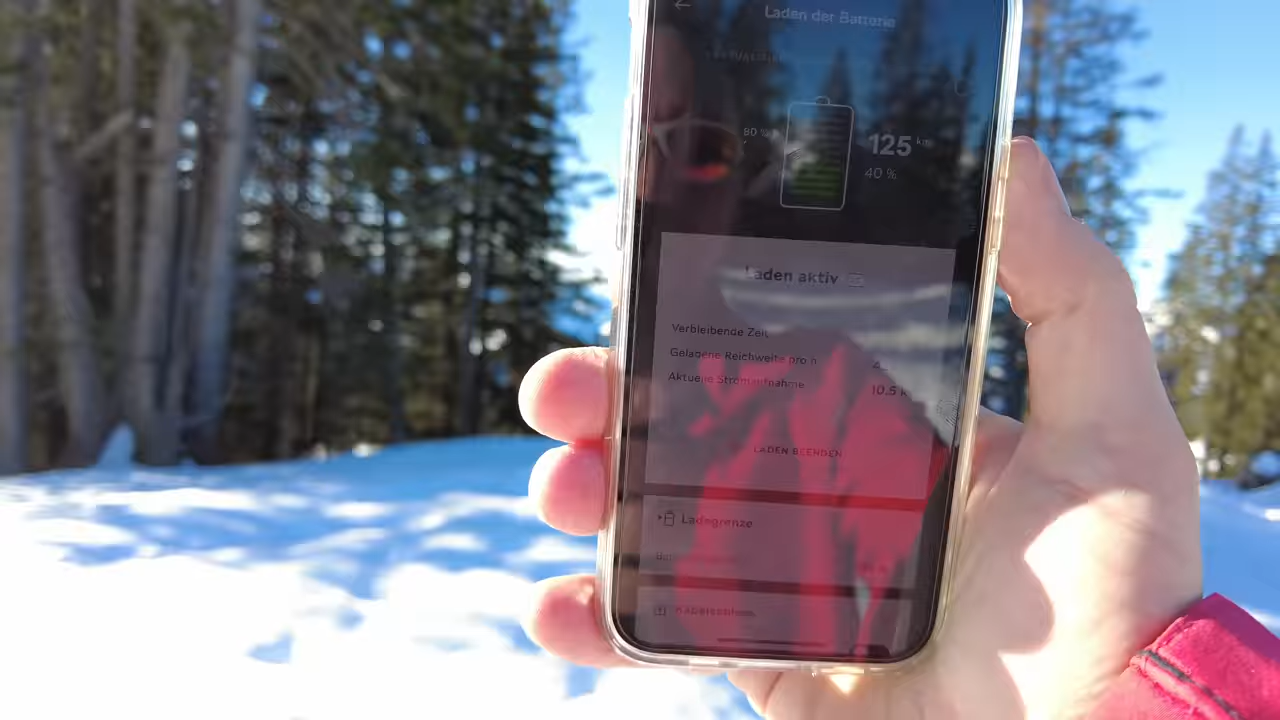 Laden der Batterie
80 %
125 km
40 %
Laden aktiv
Verbleibende Zeit
Geladene Reichweite pro h
Aktuelle Stromaufnahme 10.5
LADEN BEENDEN
Ladegrenze